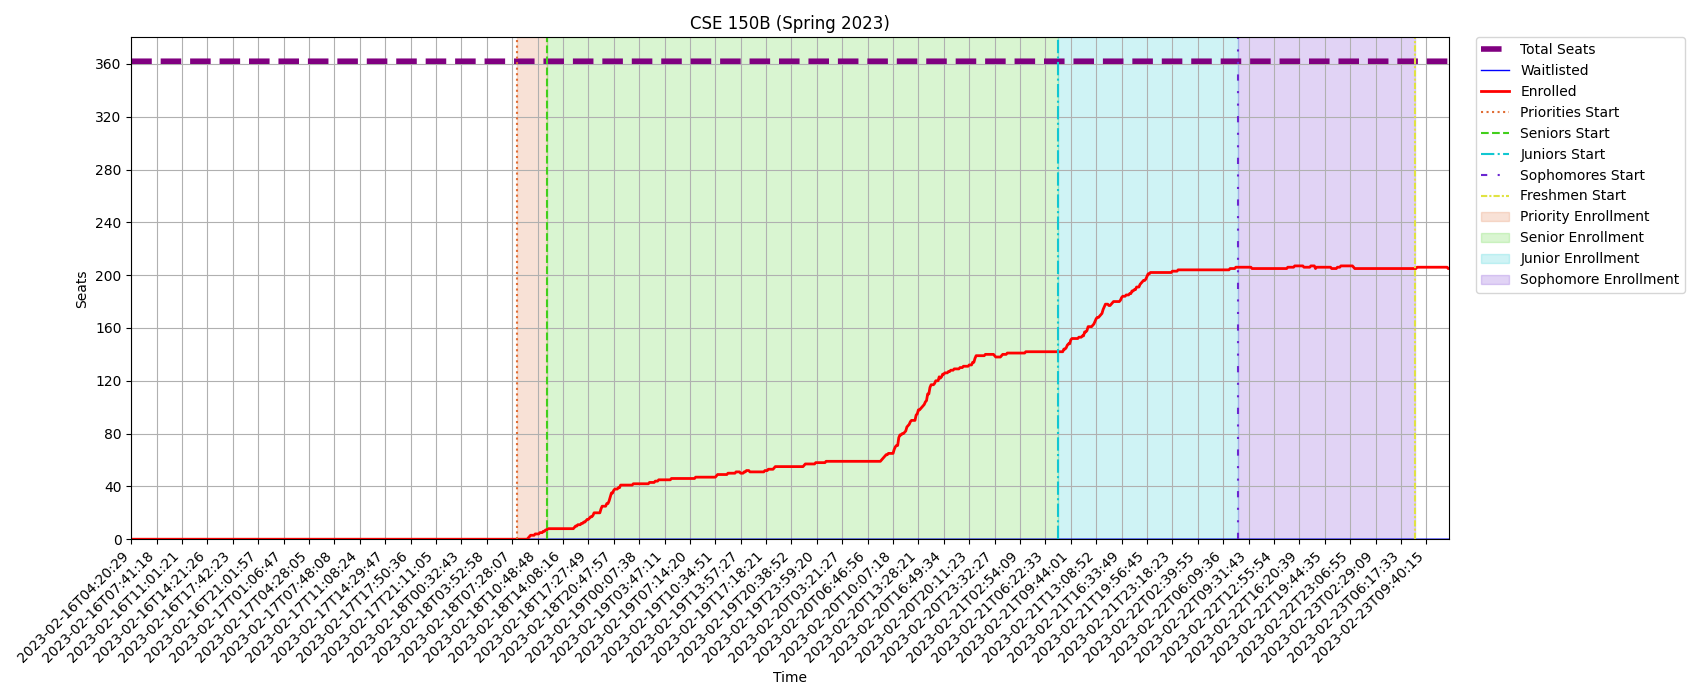 CSE 150B (Spring 2023)
Seats
360
320
280
240
200
160
120
80
40
0
2023-02-16T04:20:29
2023-02-16T07:41:18
2023-02-16T11:01:21
2023-02-16T14:21:26
2023-02-16T17:42:23
2023-02-16T21:01:57
2023-02-17T01:06:47
2023-02-17T04:28:05
2023-02-17T07:48:08
2023-02-17T11:08:24
2023-02-17T14:29:47
2023-02-17T17:50:36
2023-02-17T21:11:05
2023-02-18T00:32:43
2023-02-18T03:52:58
2023-02-18T07:28:07
2023-02-18T10:48:48
2023-02-18T14:08:16
2023-02-18T17:27:49
2023-02-18T20:47:57
2023-02-19T00:07:38
2023-02-19T03:47:11
2023-02-19T07:14:20
2023-02-19T10:34:51
2023-02-19T13:57:27
2023-02-19T17:18:21
2023-02-19T20:38:52
2023-02-19T23:59:20
2023-02-20T03:21:27
2023-02-20T06:46:56
2023-02-20T10:07:18
2023-02-20T13:28:21
2023-02-20T16:49:34
2023-02-20T20:11:23
2023-02-20T23:32:27
2023-02-21T02:54:09
2023-02-21T06:22:33
2023-02-21T09:44:01
2023-02-21T13:08:52
2023-02-21T16:33:49
2023-02-21T19:56:45
2023-02-21T23:18:23
2023-02-22T02:39:55
2023-02-22T06:09:36
2023-02-22T09:31:43
2023-02-22T12:55:54
2023-02-22T16:20:39
2023-02-22T19:44:35
2023-02-22T23:06:55
2023-02-23T02:29:09
2023-02-23T06:17:33
2023-02-23T09:40:15
Time
Total Seats
Waitlisted
Enrolled
Priorities Start
Seniors Start
Juniors Start
Sophomores Start
Freshmen Start
Priority Enrollment
Senior Enrollment
Junior Enrollment
Sophomore Enrollment